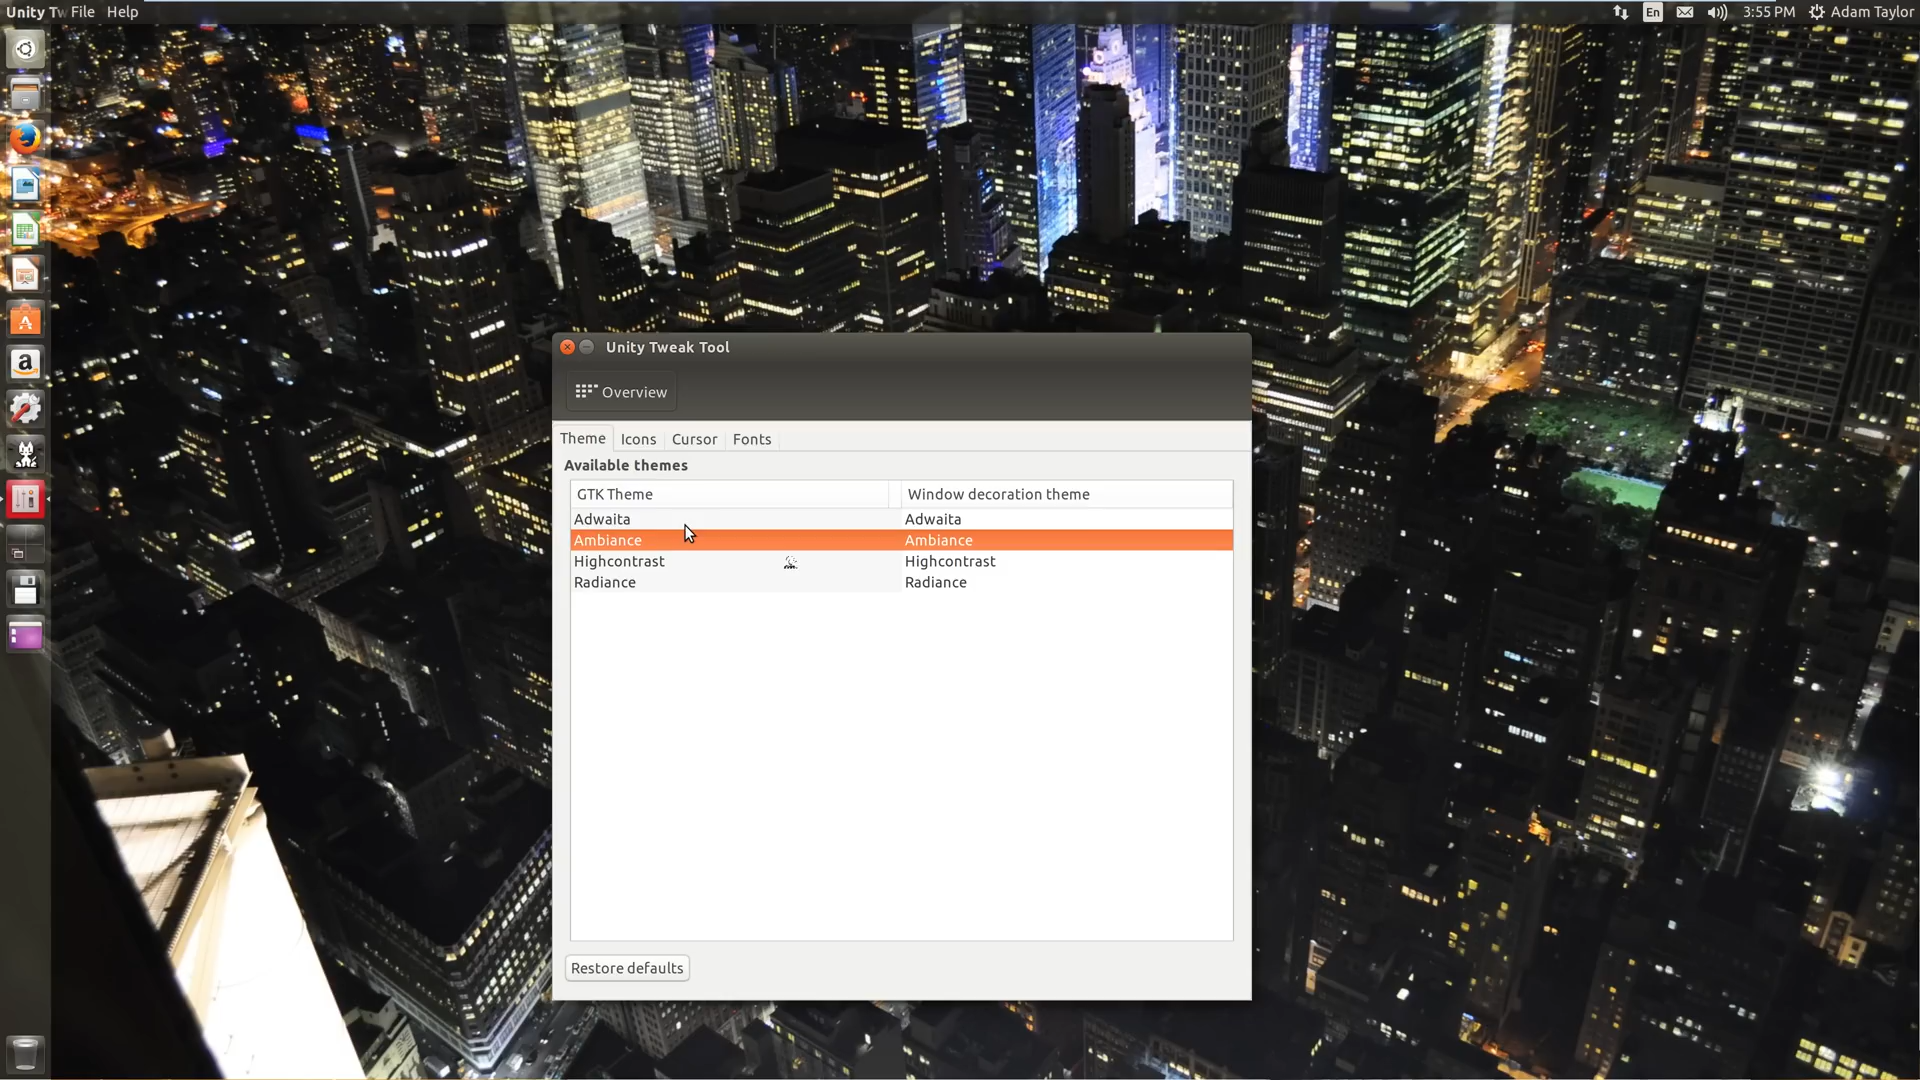 Unity Tw File Help
En 3:55 PM Adam Taylor
Unity Tweak Tool
Overview
Theme Icons Cursor Fonts
Available themes
GTK Theme Window decoration theme
Adwaita Adwaita
Ambiance Ambiance
Highcontrast Highcontrast
Radiance Radiance
Restore defaults